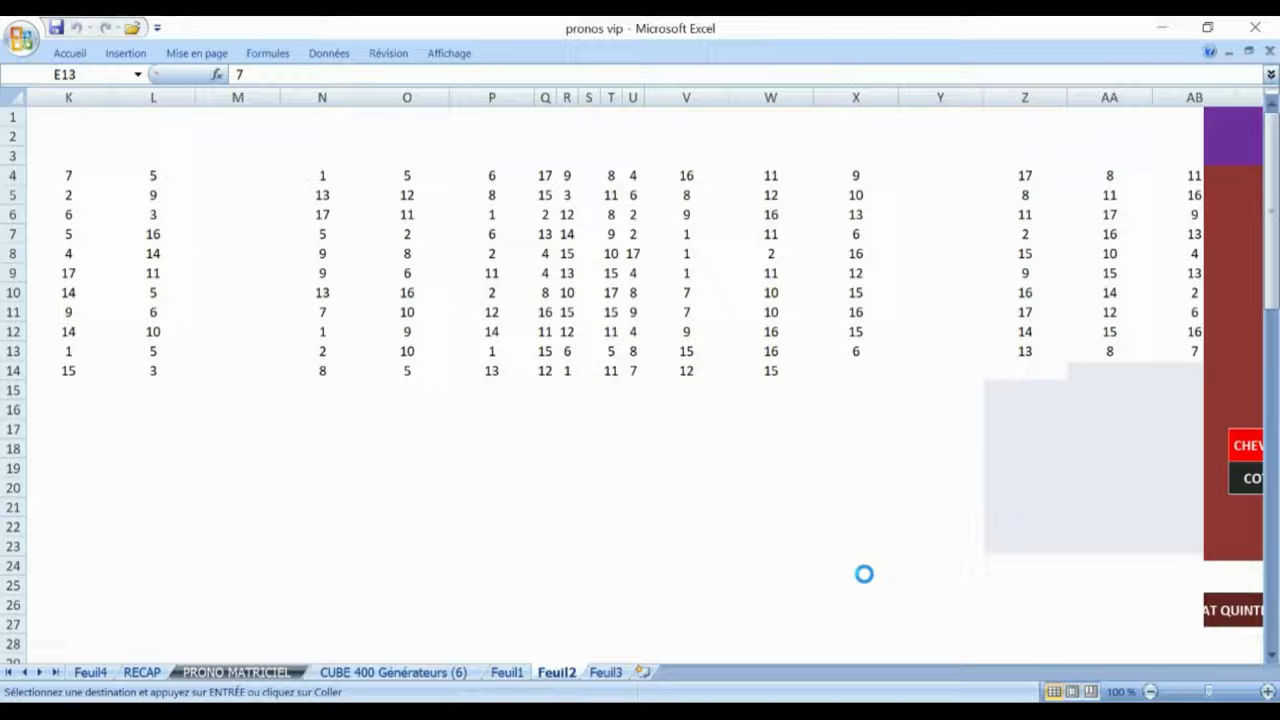 pronos vip - Microsoft Excel
Accueil Insertion Mise en page Formules Données Révision Affichage
E13 fx 7
K L M N O P Q R S T U V W X Y Z AA AB
1
2
3
4 7 5 1 5 6 17 9 8 4 16 11 9 17 8 11
5 2 9 13 12 8 15 3 11 6 8 12 10 8 11 16
6 6 3 17 11 1 2 12 8 2 9 16 13 11 17 9
7 5 16 5 2 6 13 14 9 2 1 11 6 2 16 13
8 4 14 9 8 2 4 15 10 17 1 2 16 15 10 4
9 17 11 9 6 11 4 13 15 4 1 11 12 9 15 13
10 14 5 13 16 2 8 10 17 8 7 10 15 16 14 2
11 9 6 7 10 12 16 15 15 9 7 10 16 17 12 6
12 14 10 1 9 14 11 12 11 4 9 16 15 14 15 16
13 1 5 2 10 1 15 6 5 8 15 16 6 13 8 7
14 15 3 8 5 13 12 1 11 7 12 15
15
16
17
18 CHEV
19
20 CO
21
22
23
24
25
26 AT QUINT
27
28
Feuil4 RECAP PRONO MATRICIEL CUBE 400 Générateurs (6) Feuil1 Feuil2 Feuil3
Sélectionnez une destination et appuyez sur ENTRÉE ou cliquez sur Coller 100 %